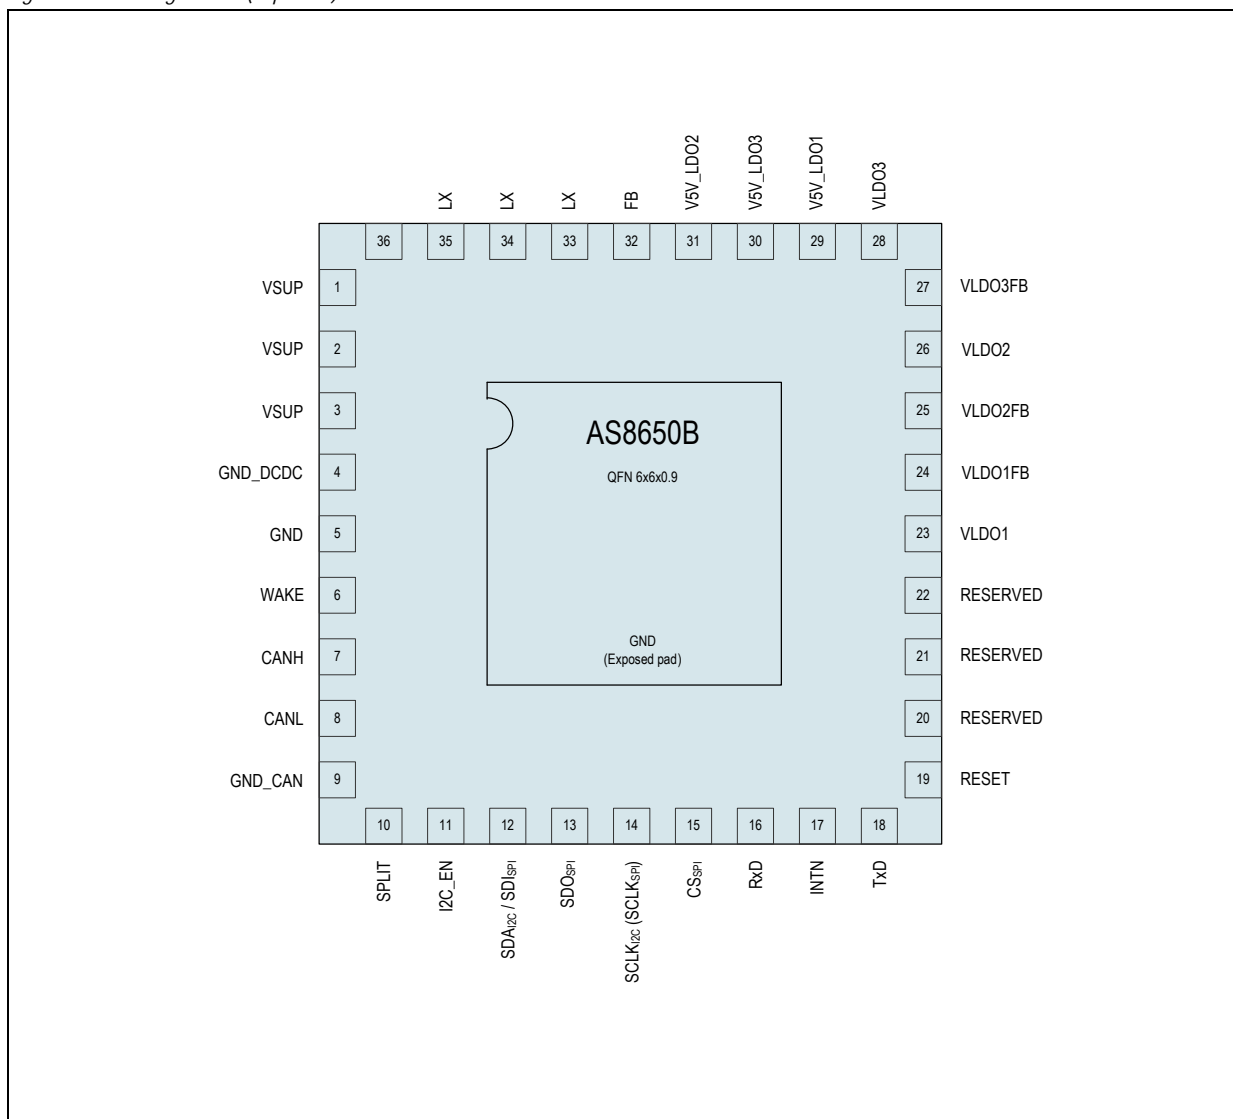 V5V_LDO2
V5V_LDO3
V5V_LDO1
VLDO3
LX
LX
LX
FB
36
35
34
33
32
31
30
29
28
VSUP
1
27
VLDO3FB
VSUP
2
26
VLDO2
VSUP
3
25
VLDO2FB
AS8650B
QFN 6x6x0.9
GND_DCDC
4
24
VLDO1FB
GND
5
23
VLDO1
WAKE
6
22
RESERVED
GND
(Exposed pad)
CANH
7
21
RESERVED
CANL
8
20
RESERVED
GND_CAN
9
19
RESET
10
11
12
13
14
15
16
17
18
SPLIT
I2C_EN
SDAI2C / SDISPI
SDOSPI
SCLKI2C (SCLKSPI)
CSSPI
RxD
INTN
TxD